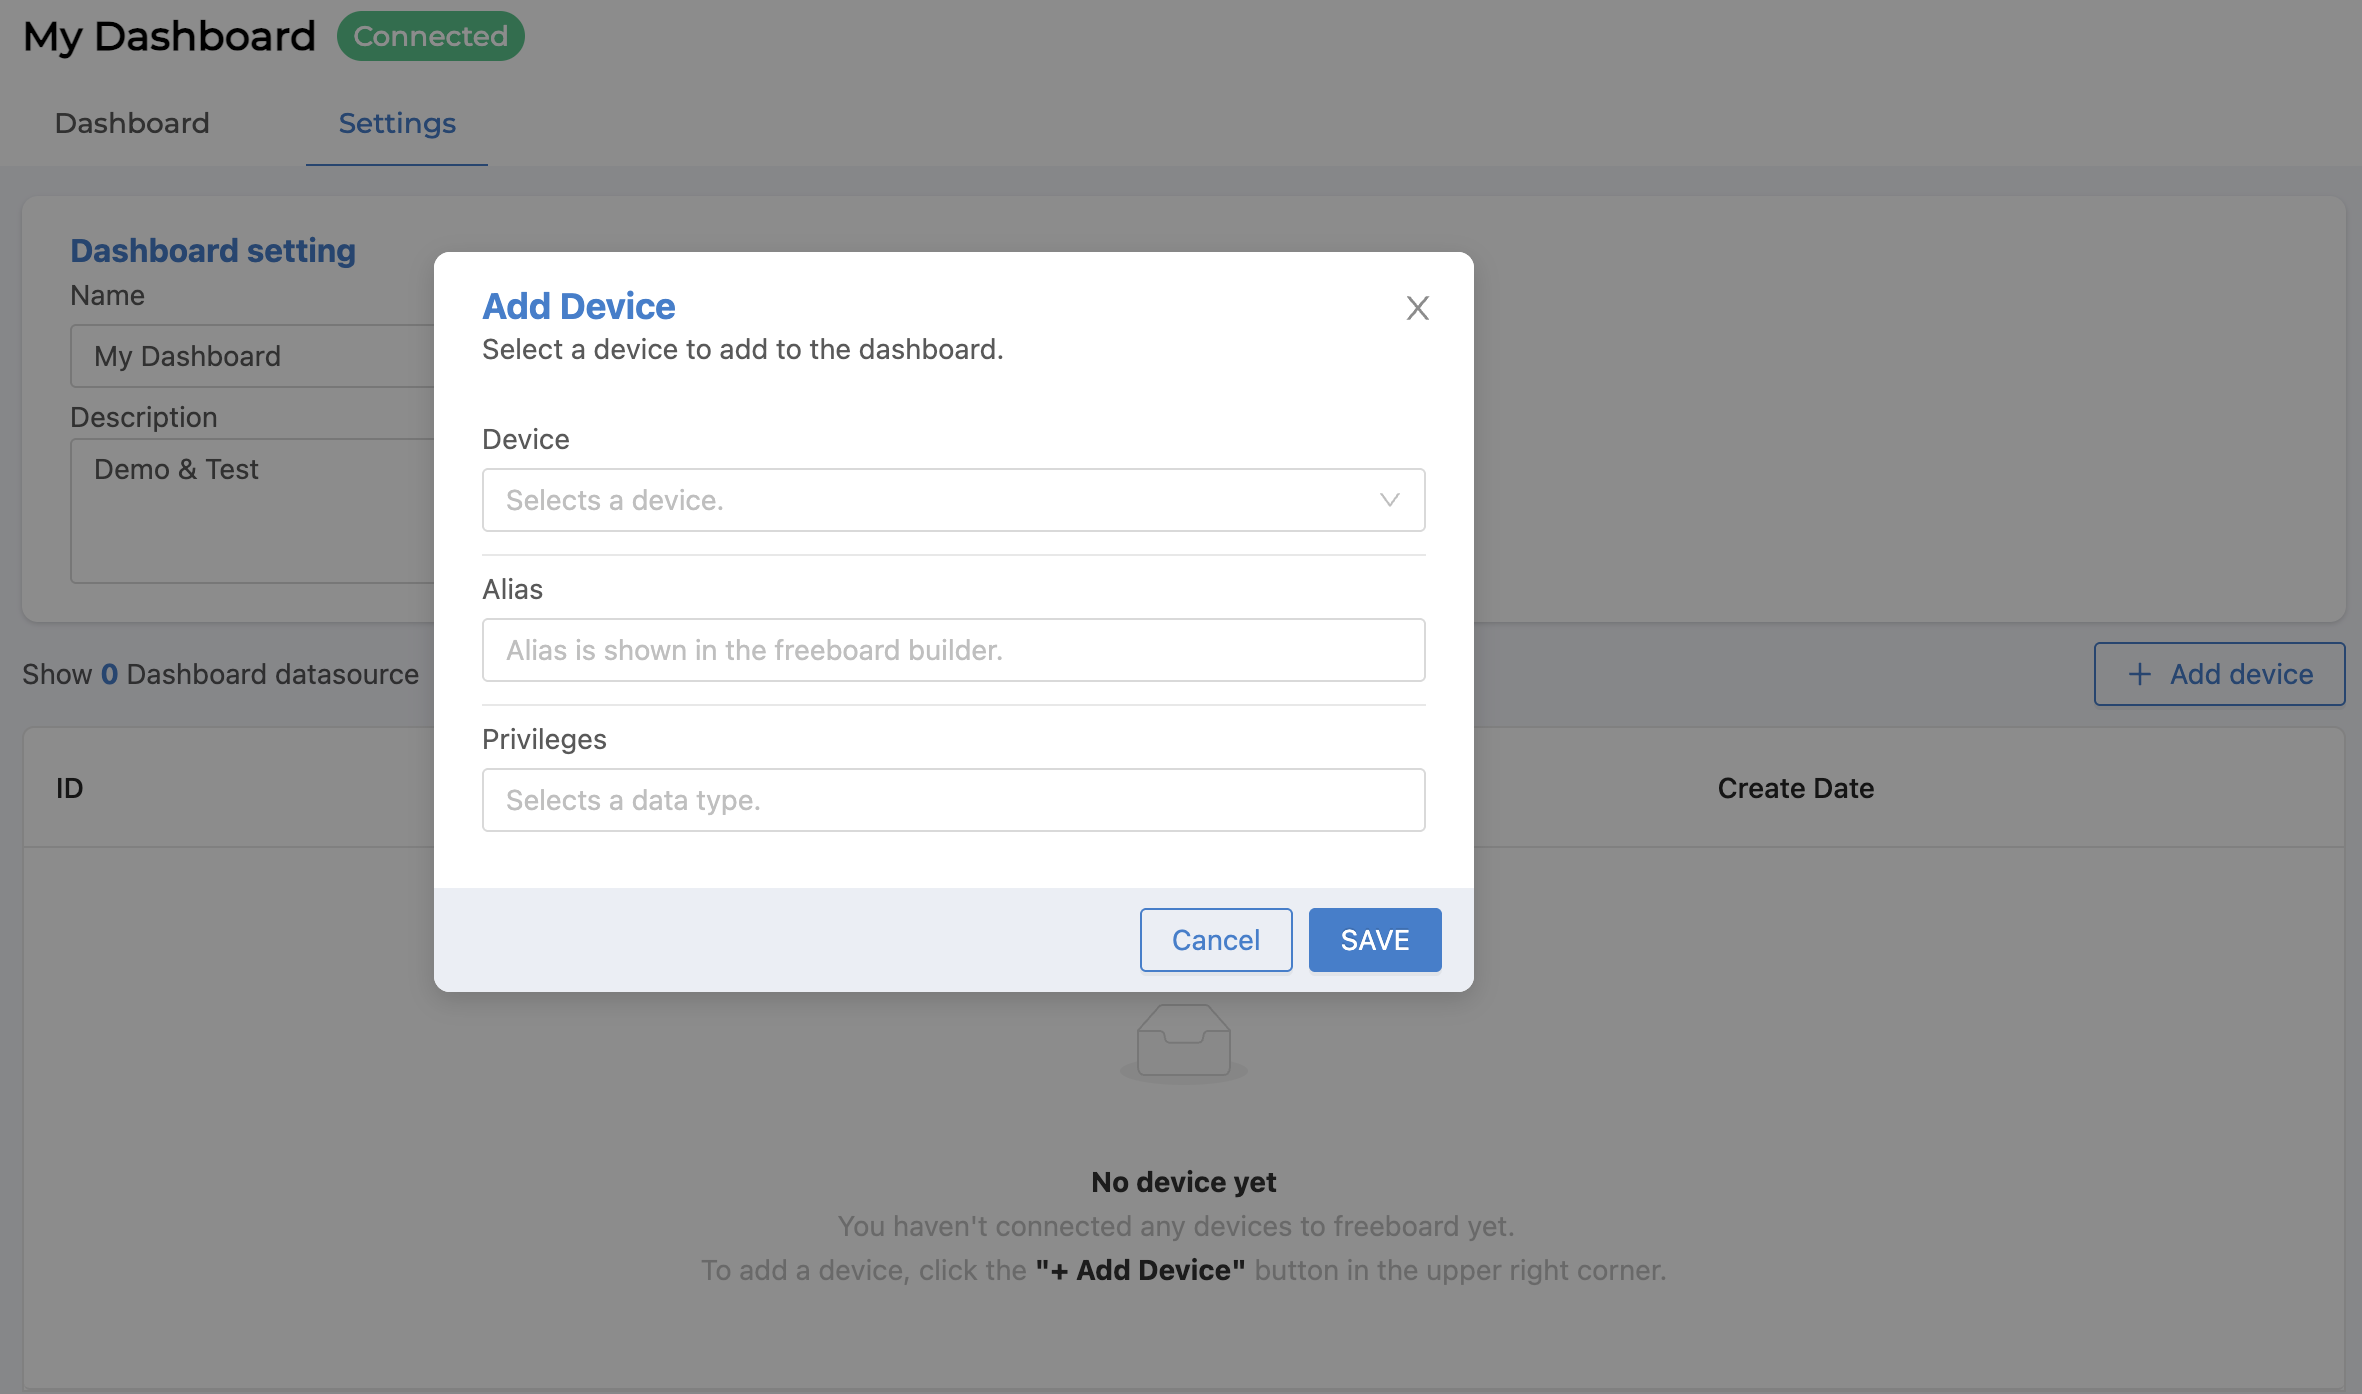 My Dashboard Connected
Dashboard Settings
Dashboard setting
Name
My Dashboard
Description
Demo & Test
Add Device
Select a device to add to the dashboard.
Device
Selects a device.
Alias
Alias is shown in the freeboard builder.
Privileges
Selects a data type.
Cancel SAVE
Show 0 Dashboard datasource
+ Add device
ID Create Date
No device yet
You haven't connected any devices to freeboard yet.
To add a device, click the "+ Add Device" button in the upper right corner.